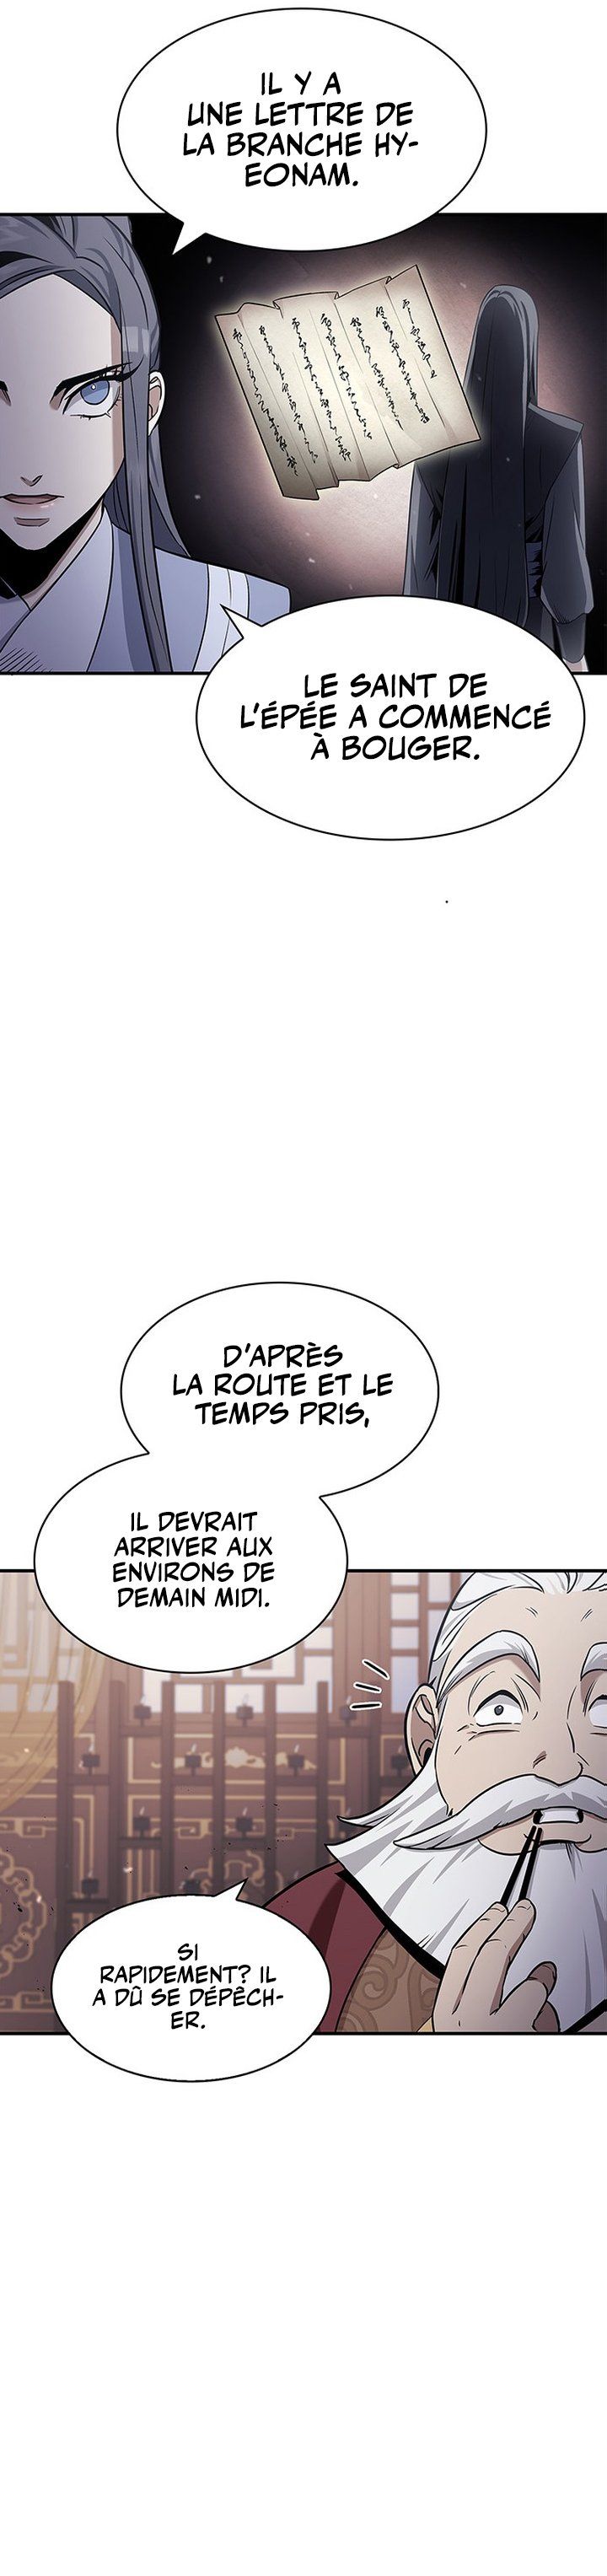 IL Y A
UNE LETTRE DE
LA BRANCHE HY-
EONAM.
LE SAINT DE
L'ÉPÉE A COMMENCÉ
À BOUGER.
D'APRÈS
LA ROUTE ET LE
TEMPS PRIS,
IL DEVRAIT
ARRIVER AUX
ENVIRONS DE
DEMAIN MIDI.
SI
RAPIDEMENT? IL
A DÛ SE DÉPÊCH-
ER.